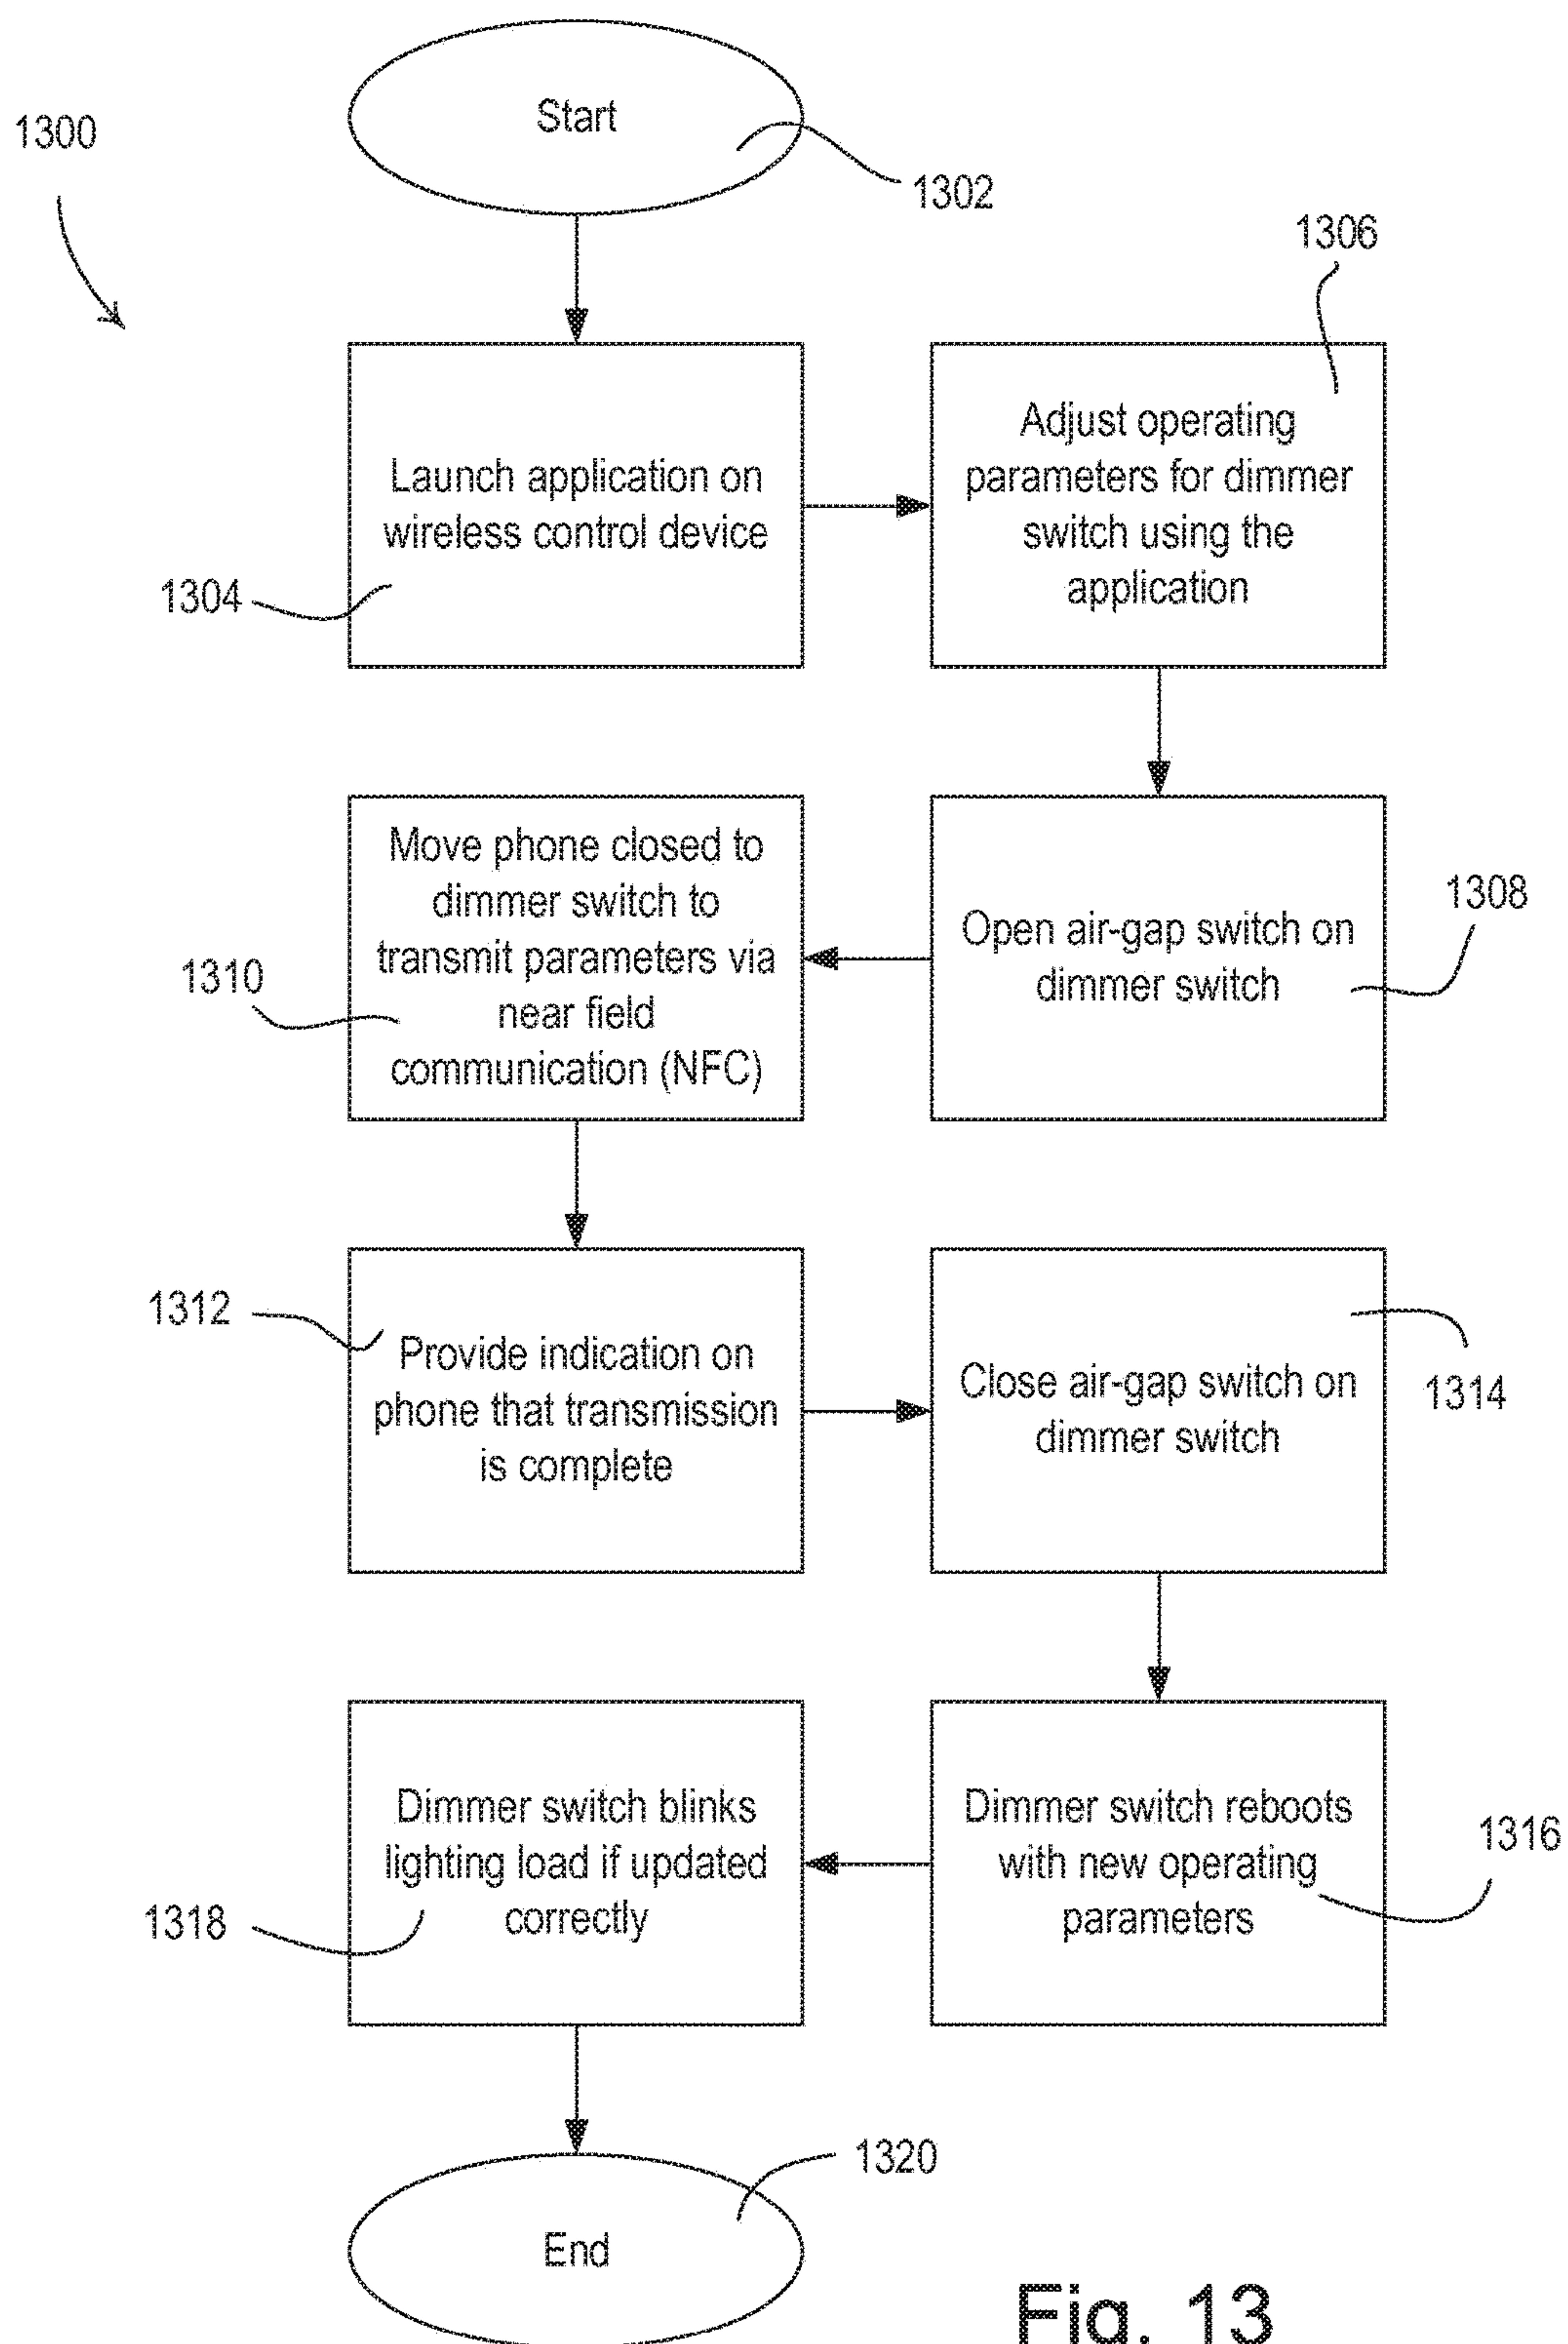 1300
Start
1302
1306
Launch application on
wireless control device
1304
Adjust operating
parameters for dimmer
switch using the
application
Open air-gap switch on
dimmer switch
1308
Move phone closed to
dimmer switch to
transmit parameters via
near field
communication (NFC)
1310
1312
Provide indication on
phone that transmission
is complete
Close air-gap switch on
dimmer switch
1314
Dimmer switch reboots
with new operating
parameters
1316
Dimmer switch blinks
lighting load if updated
correctly
1318
1320
End
Fig. 13